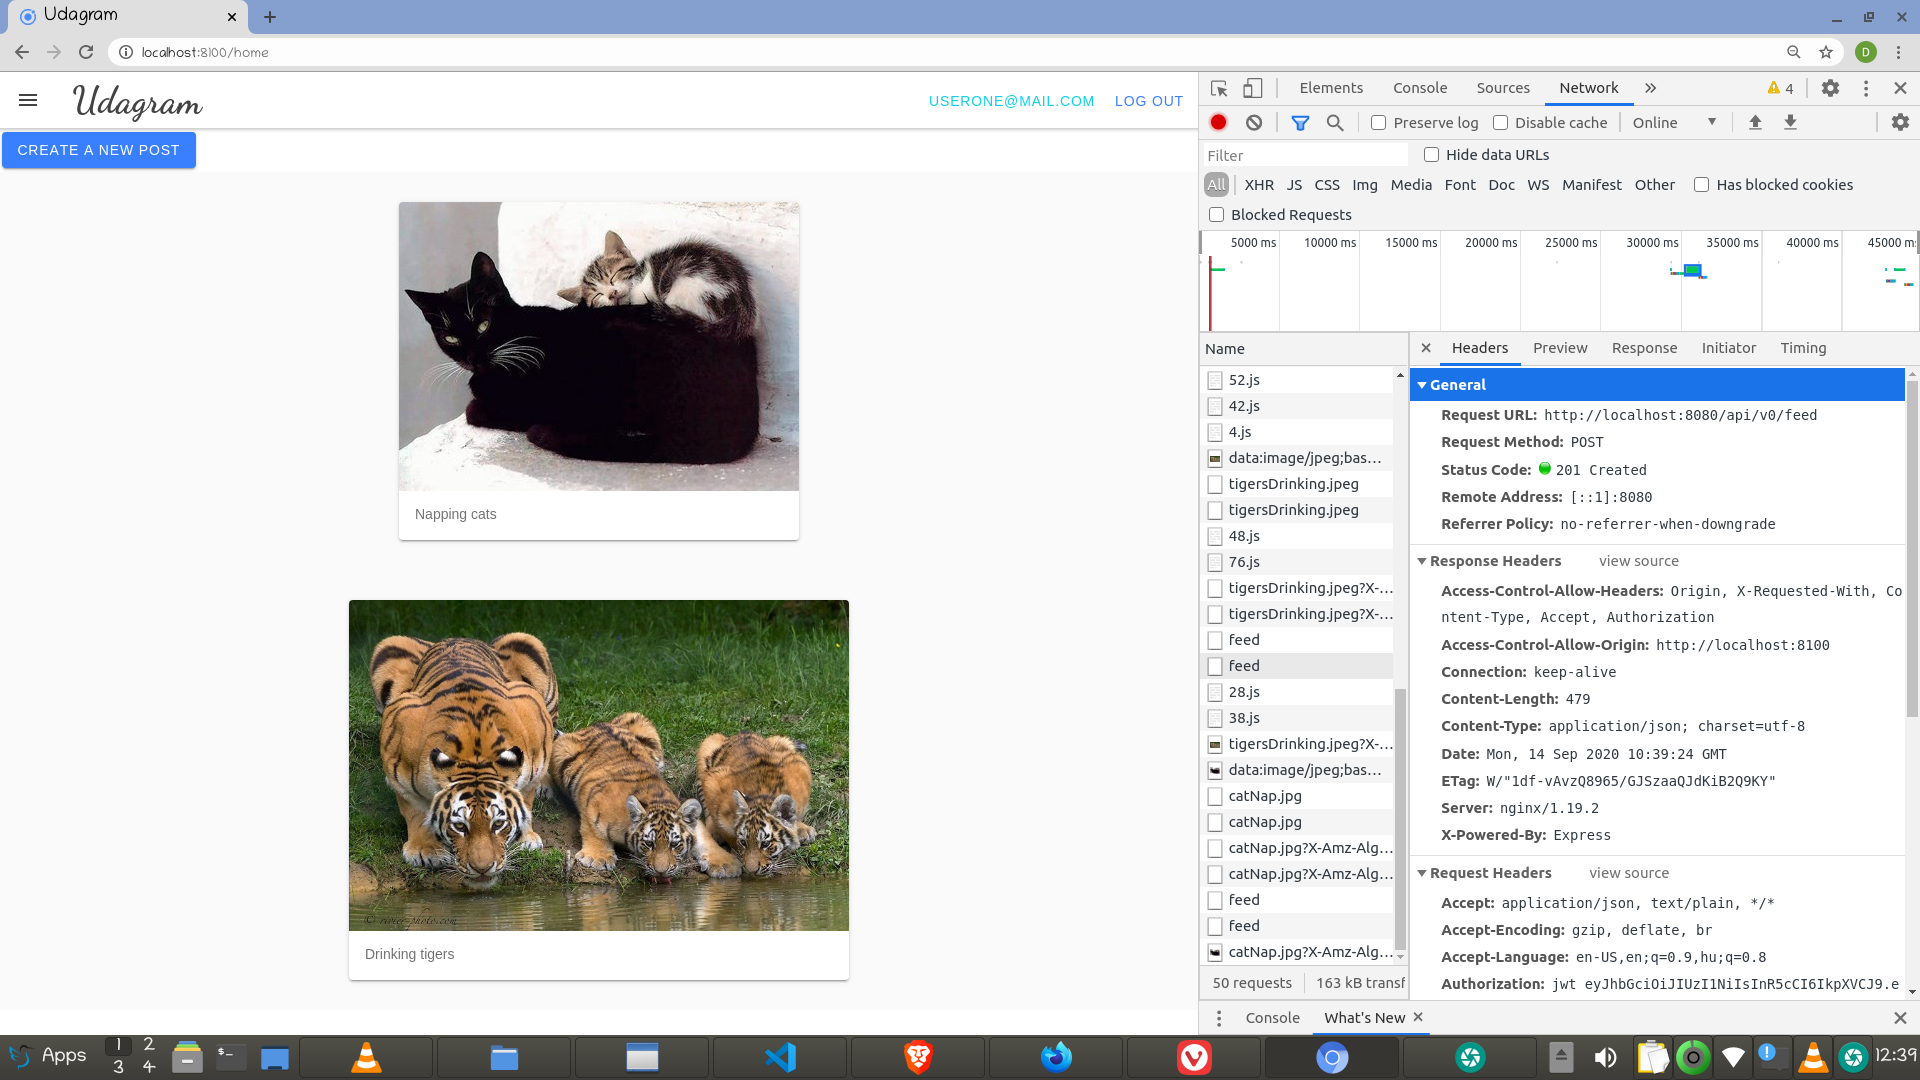 Udagram
localhost:8100/home
D
Udagram
USERONE@MAIL.COM
LOG OUT
CREATE A NEW POST
Napping cats
Drinking tigers
Elements Console Sources Network 4
Preserve log Disable cache Online
Filter Hide data URLs
All XHR JS CSS Img Media Font Doc WS Manifest Other Has blocked cookies
Blocked Requests
5000 ms 10000 ms 15000 ms 20000 ms 25000 ms 30000 ms 35000 ms 40000 ms 45000 m
Name
52.js
42.js
4.js
data:image/jpeg;bas…
tigersDrinking.jpeg
tigersDrinking.jpeg
48.js
76.js
tigersDrinking.jpeg?X-…
tigersDrinking.jpeg?X-…
feed
feed
28.js
38.js
tigersDrinking.jpeg?X-…
data:image/jpeg;bas…
catNap.jpg
catNap.jpg
catNap.jpg?X-Amz-Alg…
catNap.jpg?X-Amz-Alg…
feed
feed
catNap.jpg?X-Amz-Alg…
50 requests 163 kB transf
Headers Preview Response Initiator Timing
General
Request URL: http://localhost:8080/api/v0/feed
Request Method: POST
Status Code: 201 Created
Remote Address: [::1]:8080
Referrer Policy: no-referrer-when-downgrade
Response Headers view source
Access-Control-Allow-Headers: Origin, X-Requested-With, Co
ntent-Type, Accept, Authorization
Access-Control-Allow-Origin: http://localhost:8100
Connection: keep-alive
Content-Length: 479
Content-Type: application/json; charset=utf-8
Date: Mon, 14 Sep 2020 10:39:24 GMT
ETag: W/"1df-vAvzQ8965/GJSzaaQJdKiB2Q9KY"
Server: nginx/1.19.2
X-Powered-By: Express
Request Headers view source
Accept: application/json, text/plain, */*
Accept-Encoding: gzip, deflate, br
Accept-Language: en-US,en;q=0.9,hu;q=0.8
Authorization: jwt eyJhbGciOiJIUzI1NiIsInR5cCI6IkpXVCJ9.e
Console What's New
Apps
1 2
3 4
12:39